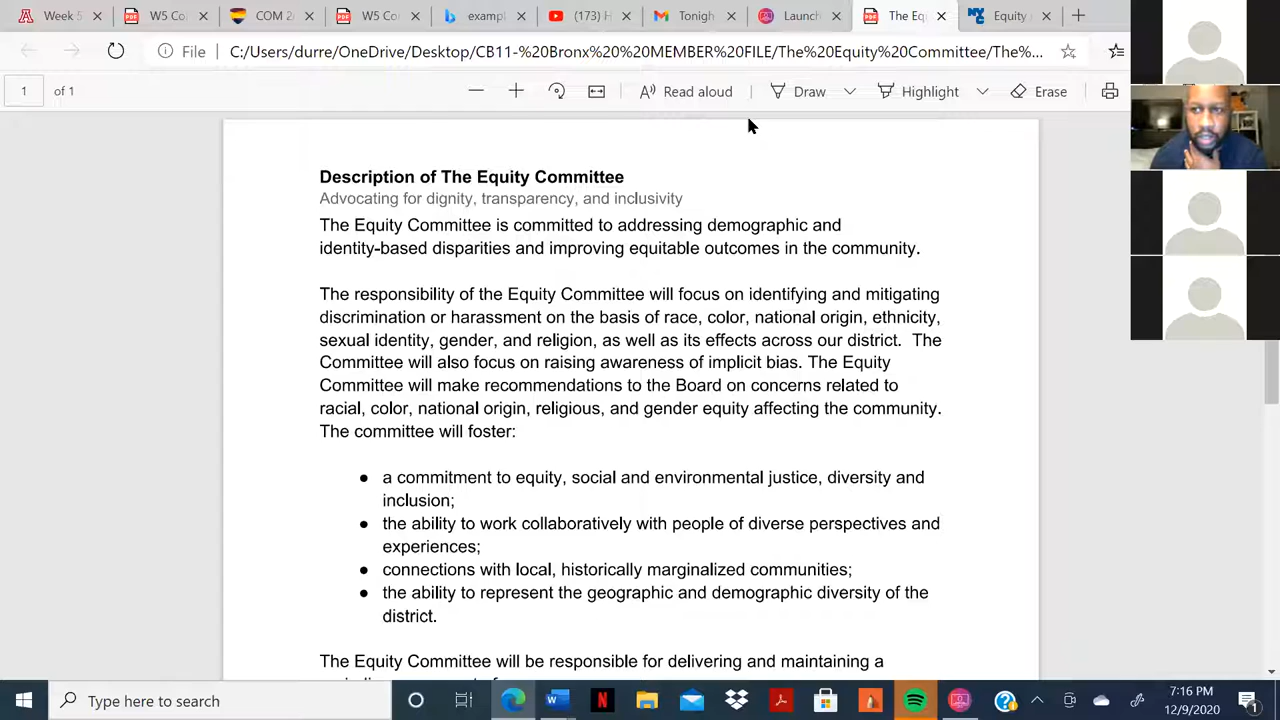 W5 Co
COM 2
W5 Co
exampl
(173) H
Tonigh
Launch
The Eq
Equity
File
C:/Users/durre/OneDrive/Desktop/CB11-%20Bronx%20%20MEMBER%20FILE/The%20Equity%20Committee/The%...
1 of 1
Read aloud
Draw
Highlight
Erase
Description of The Equity Committee
Advocating for dignity, transparency, and inclusivity
The Equity Committee is committed to addressing demographic and
identity-based disparities and improving equitable outcomes in the community.
The responsibility of the Equity Committee will focus on identifying and mitigating
discrimination or harassment on the basis of race, color, national origin, ethnicity,
sexual identity, gender, and religion, as well as its effects across our district.  The
Committee will also focus on raising awareness of implicit bias. The Equity
Committee will make recommendations to the Board on concerns related to
racial, color, national origin, religious, and gender equity affecting the community.
The committee will foster:
● a commitment to equity, social and environmental justice, diversity and
inclusion;
● the ability to work collaboratively with people of diverse perspectives and
experiences;
● connections with local, historically marginalized communities;
● the ability to represent the geographic and demographic diversity of the
district.
The Equity Committee will be responsible for delivering and maintaining a
Type here to search
7:16 PM
12/9/2020